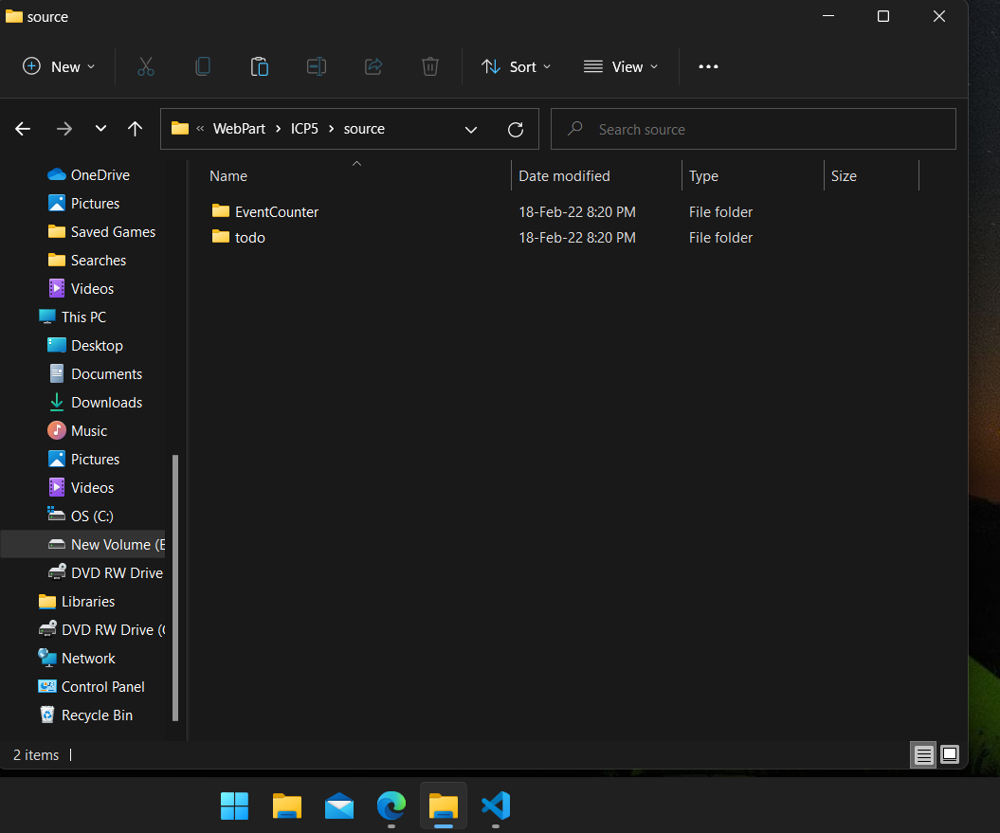 source
New
Sort
View
« WebPart > ICP5 > source
Search source
Name
Date modified
Type
Size
EventCounter 18-Feb-22 8:20 PM File folder
todo 18-Feb-22 8:20 PM File folder
OneDrive
Pictures
Saved Games
Searches
Videos
This PC
Desktop
Documents
Downloads
Music
Pictures
Videos
OS (C:)
New Volume (E
DVD RW Drive
Libraries
DVD RW Drive (
Network
Control Panel
Recycle Bin
2 items